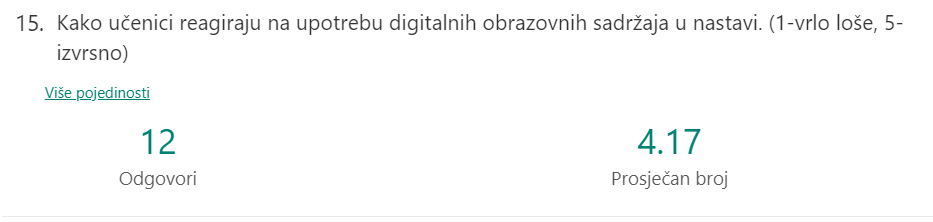 15. Kako učenici reagiraju na upotrebu digitalnih obrazovnih sadržaja u nastavi. (1-vrlo loše, 5-
izvrsno)
Više pojedinosti
12 4.17
Odgovori Prosječan broj